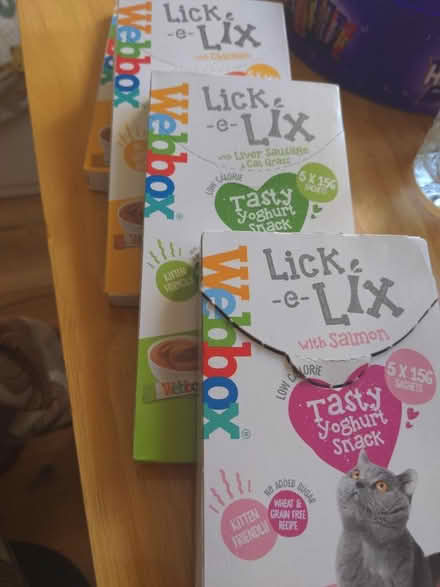 Webbox
Lick
-e-Lix
with Chicken
Webbox
Lick
-e-Lix
with Liver Sausage
& Cat Grass
LOW CALORIE
5 X 15G
Tasty
Yoghurt
Snack
KITTEN
FRIENDLY!
Webbox
Lick
-e-Lix
with Salmon
LOW CALORIE
5 X 15G
SACHETS
Tasty
Yoghurt
Snack
NO ADDED SUGAR
WHEAT &
GRAIN FREE
RECIPE
KITTEN
FRIENDLY!